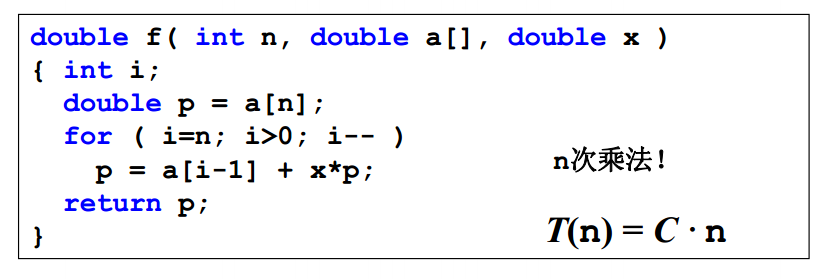 double f( int n, double a[], double x )
{ int i;
  double p = a[n];
  for ( i=n; i>0; i-- )
    p = a[i-1] + x*p;
  return p;
}
n次乘法!
T(n) = C · n